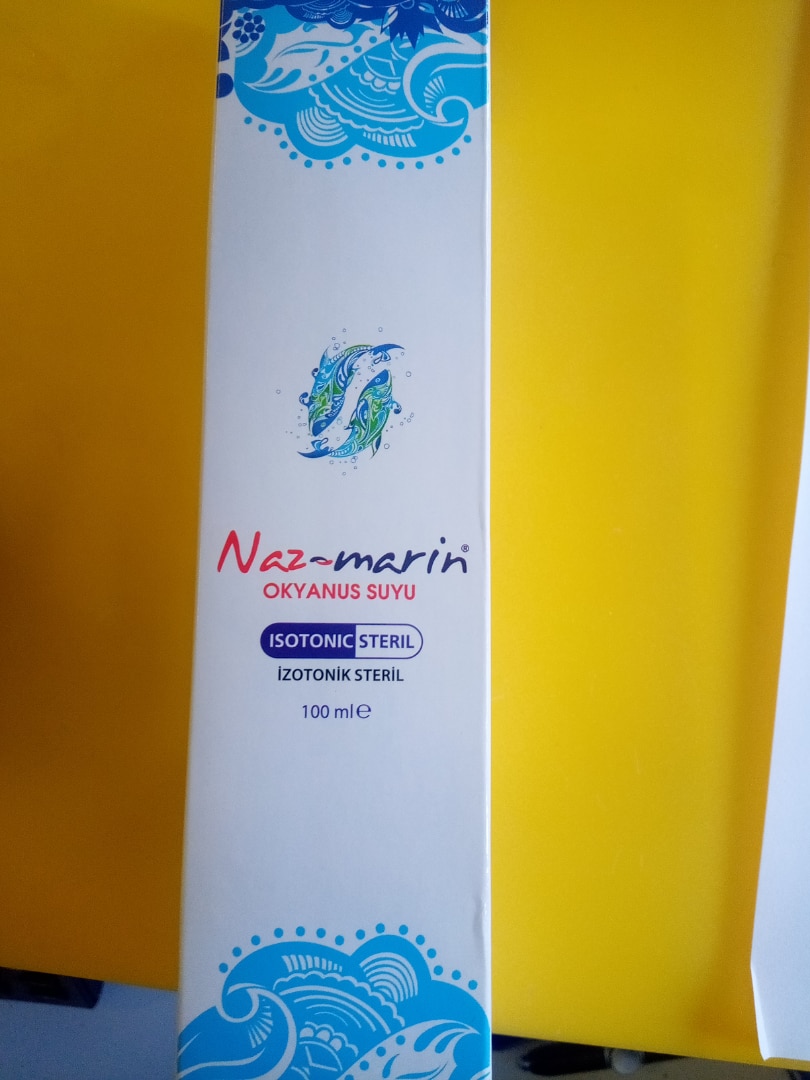 Naz-marin®
OKYANUS SUYU
ISOTONIC STERIL
İZOTONİK STERİL
100 ml ℮